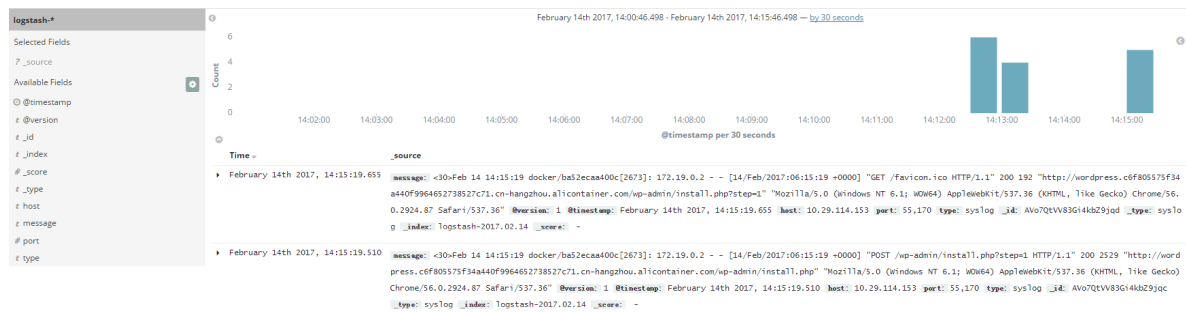 logstash-*
Selected Fields
? _source
Available Fields
@timestamp
t @version
t _id
t _index
# _score
t _type
t host
t message
# port
t type
February 14th 2017, 14:00:46.498 - February 14th 2017, 14:15:46.498 — by 30 seconds
Count
6
4
2
0
14:02:00 14:03:00 14:04:00 14:05:00 14:06:00 14:07:00 14:08:00 14:09:00 14:10:00 14:11:00 14:12:00 14:13:00 14:14:00 14:15:00
@timestamp per 30 seconds
Time _source
February 14th 2017, 14:15:19.655 message: <30>Feb 14 14:15:19 docker/ba52ecaa400c[2673]: 172.19.0.2 - - [14/Feb/2017:06:15:19 +0000] "GET /favicon.ico HTTP/1.1" 200 192 "http://wordpress.c6f805575f34
a440f9964652738527c71.cn-hangzhou.alicontainer.com/wp-admin/install.php?step=1" "Mozilla/5.0 (Windows NT 6.1; WOW64) AppleWebKit/537.36 (KHTML, like Gecko) Chrome/56.
0.2924.87 Safari/537.36" @version: 1 @timestamp: February 14th 2017, 14:15:19.655 host: 10.29.114.153 port: 55,170 type: syslog _id: AVo7QtVV83Gi4kbZ9jqd _type: syslo
g _index: logstash-2017.02.14 _score: -
February 14th 2017, 14:15:19.510 message: <30>Feb 14 14:15:19 docker/ba52ecaa400c[2673]: 172.19.0.2 - - [14/Feb/2017:06:15:19 +0000] "POST /wp-admin/install.php?step=1 HTTP/1.1" 200 2529 "http://word
press.c6f805575f34a440f9964652738527c71.cn-hangzhou.alicontainer.com/wp-admin/install.php" "Mozilla/5.0 (Windows NT 6.1; WOW64) AppleWebKit/537.36 (KHTML, like Gecko)
Chrome/56.0.2924.87 Safari/537.36" @version: 1 @timestamp: February 14th 2017, 14:15:19.510 host: 10.29.114.153 port: 55,170 type: syslog _id: AVo7QtVV83Gi4kbZ9jqc
_type: syslog _index: logstash-2017.02.14 _score: -